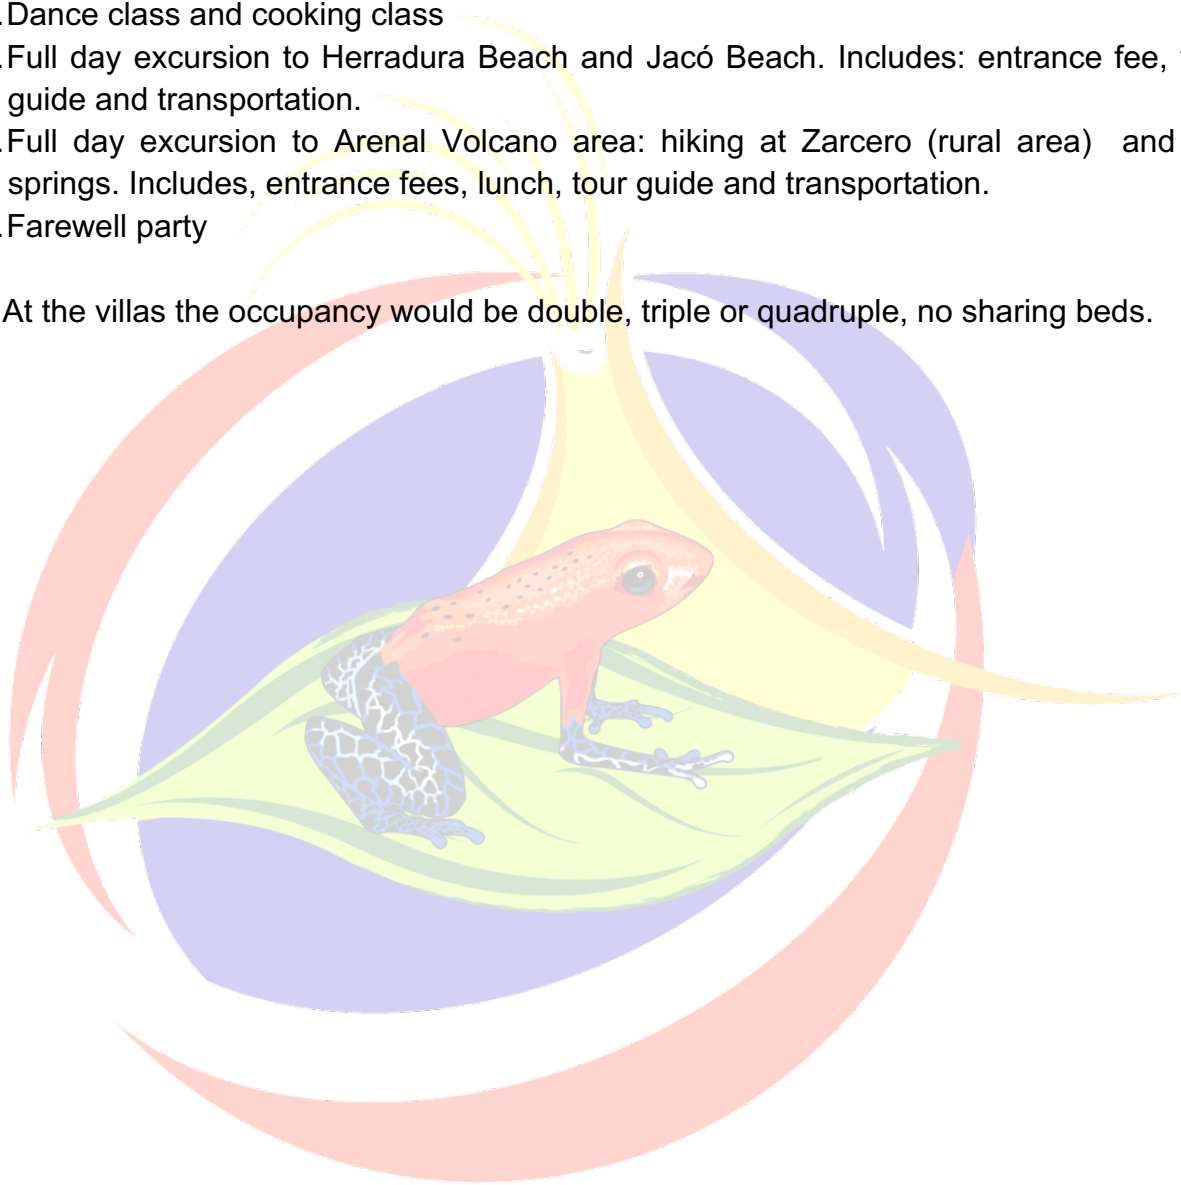 .Dance class and cooking class
.Full day excursion to Herradura Beach and Jacó Beach. Includes: entrance fee,
guide and transportation.
.Full day excursion to Arenal Volcano area: hiking at Zarcero (rural area) and
springs. Includes, entrance fees, lunch, tour guide and transportation.
.Farewell party
At the villas the occupancy would be double, triple or quadruple, no sharing beds.